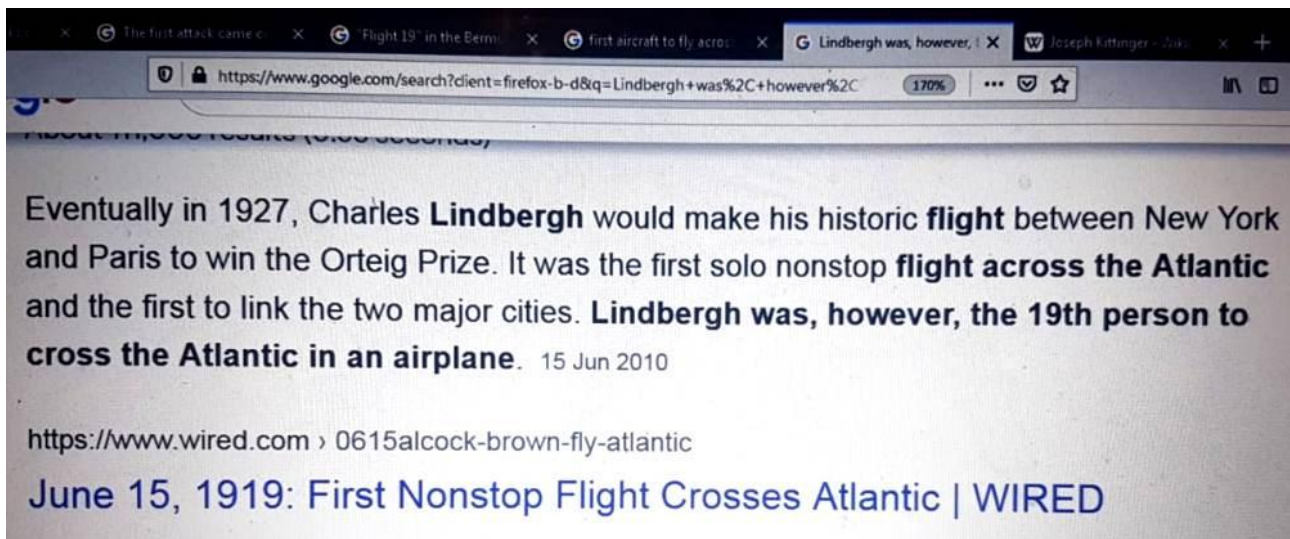 The first attack came c
"Flight 19" in the Berm
first aircraft to fly acros
Lindbergh was, however,
Joseph Kittinger -
https://www.google.com/search?client=firefox-b-d&q=Lindbergh+was%2C+however%2C
170%
Eventually in 1927, Charles Lindbergh would make his historic flight between New York
and Paris to win the Orteig Prize. It was the first solo nonstop flight across the Atlantic
and the first to link the two major cities. Lindbergh was, however, the 19th person to
cross the Atlantic in an airplane. 15 Jun 2010
https://www.wired.com › 0615alcock-brown-fly-atlantic
June 15, 1919: First Nonstop Flight Crosses Atlantic | WIRED